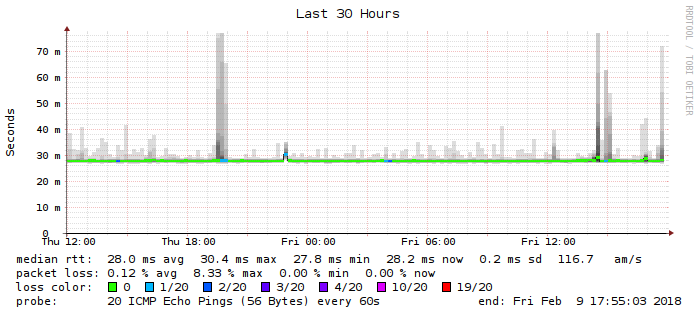 Last 30 Hours
RRDTOOL / TOBI OETIKER
Seconds
70 m
60 m
50 m
40 m
30 m
20 m
10 m
0
Thu 12:00 Thu 18:00 Fri 00:00 Fri 06:00 Fri 12:00
median rtt: 28.0 ms avg 30.4 ms max 27.8 ms min 28.2 ms now 0.2 ms sd 116.7 am/s
packet loss: 0.12 % avg 8.33 % max 0.00 % min 0.00 % now
loss color: 0 1/20 2/20 3/20 4/20 10/20 19/20
probe: 20 ICMP Echo Pings (56 Bytes) every 60s end: Fri Feb 9 17:55:03 2018